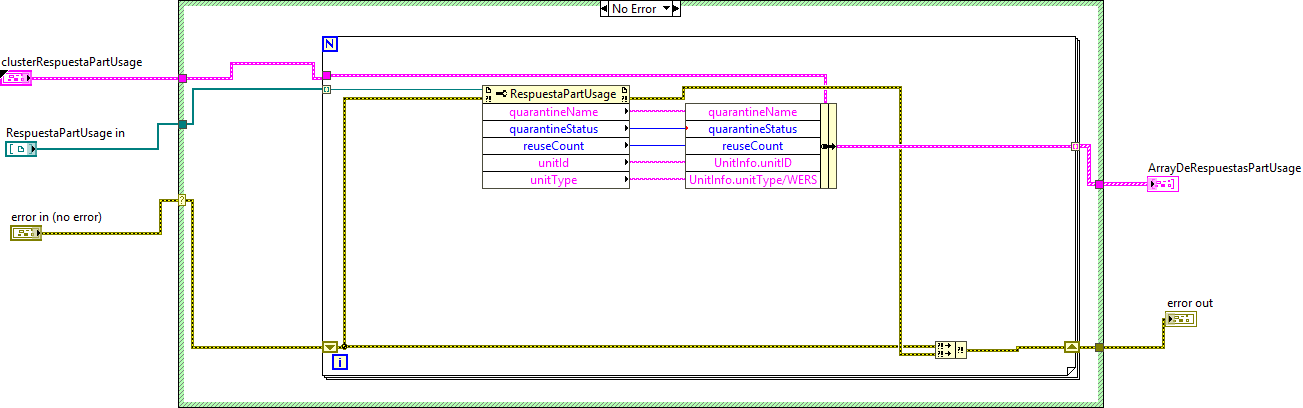 No Error
N
clusterRespuestaPartUsage
RespuestaPartUsage
quarantineName
quarantineName
RespuestaPartUsage in
quarantineStatus
quarantineStatus
reuseCount
reuseCount
unitId
UnitInfo.unitID
ArrayDeRespuestasPartUsage
unitType
UnitInfo.unitType/WERS
?
error in (no error)
error out
?! ?!
?!
i